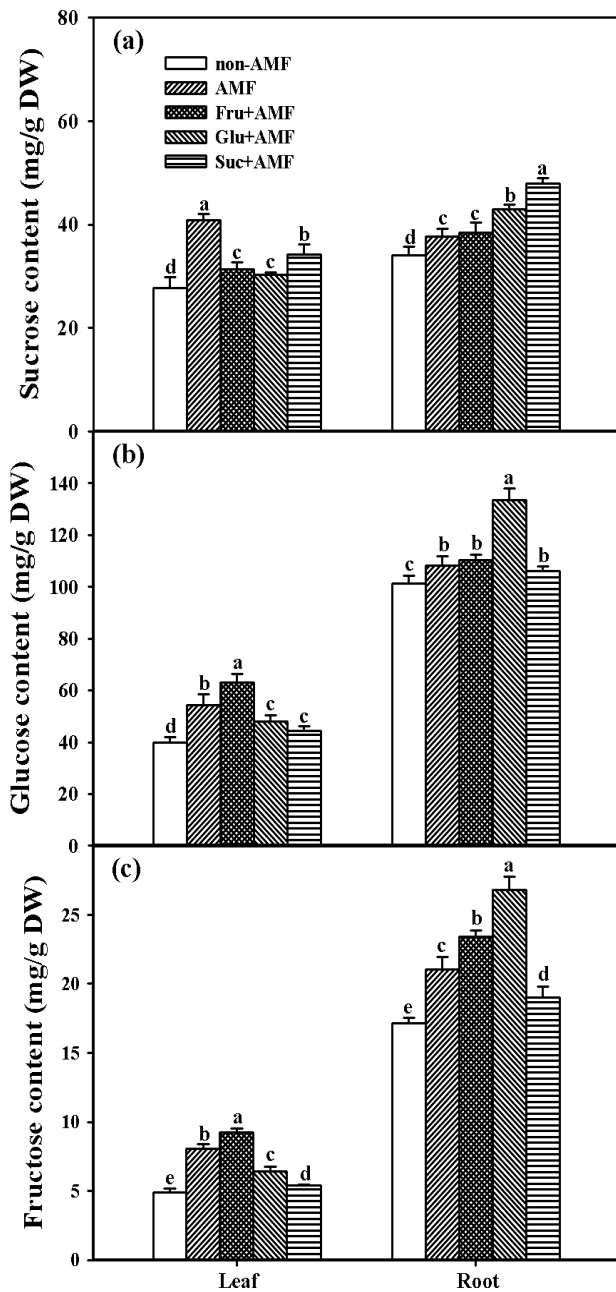 (a)
non-AMF
AMF
Fru+AMF
Glu+AMF
Suc+AMF
Sucrose content (mg/g DW)
80
60
40
20
0
d
a
c
c
b
d
c
c
b
a
(b)
Glucose content (mg/g DW)
140
120
100
80
60
40
20
0
d
b
a
c
c
c
b
b
a
b
(c)
Fructose content (mg/g DW)
25
20
15
10
5
0
e
b
a
c
d
e
c
b
a
d
Leaf Root